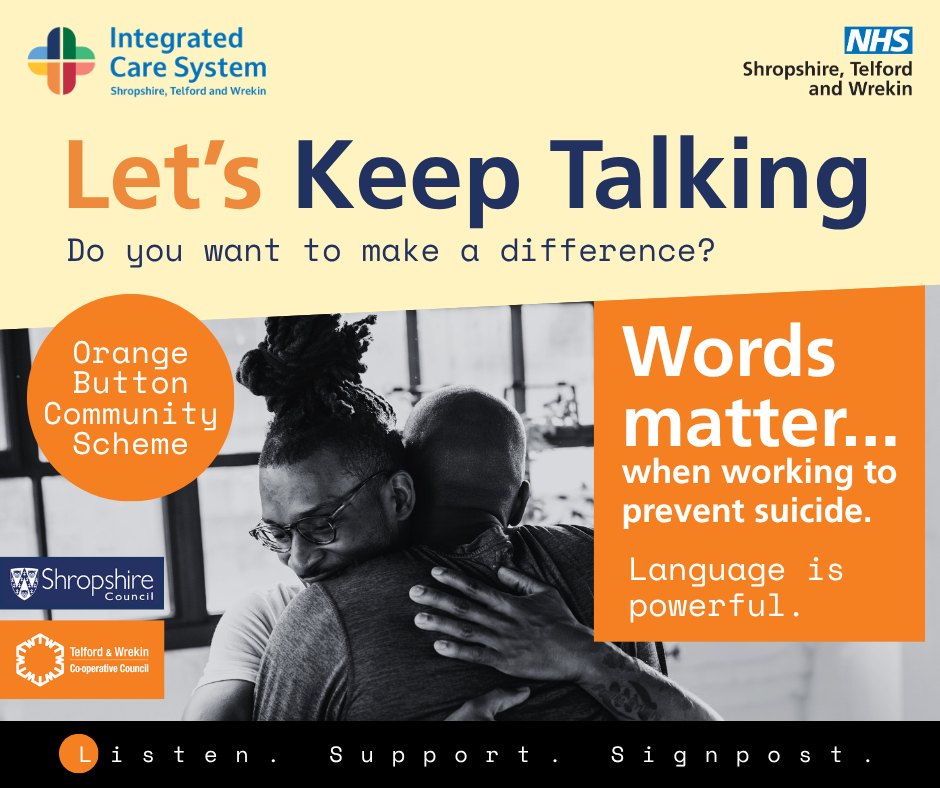 Integrated
Care System
Shropshire, Telford and Wrekin
NHS
Shropshire, Telford
and Wrekin
Let's Keep Talking
Do you want to make a difference?
Orange
Button
Community
Scheme
Words
matter...
when working to
prevent suicide.
Language is
powerful.
Shropshire
Council
Telford & Wrekin
Co-operative Council
Listen. Support. Signpost.